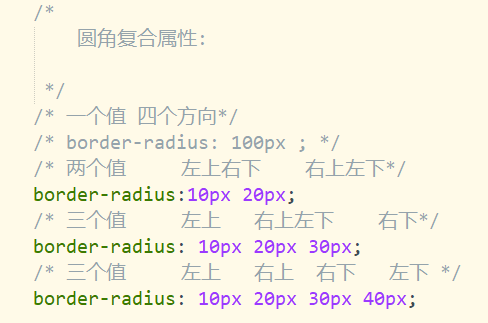 /*
圆角复合属性:
*/
/* 一个值 四个方向*/
/* border-radius: 100px ; */
/* 两个值 左上右下 右上左下*/
border-radius:10px 20px;
/* 三个值 左上 右上左下 右下*/
border-radius: 10px 20px 30px;
/* 三个值 左上 右上 右下 左下 */
border-radius: 10px 20px 30px 40px;